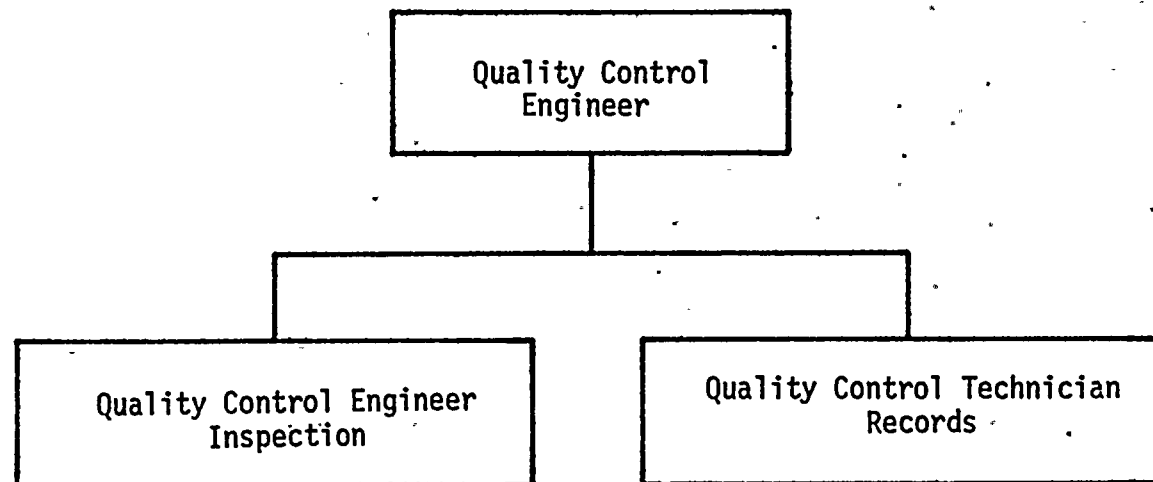 Quality Control
Engineer
Quality Control Engineer
Inspection
Quality Control Technician
Records